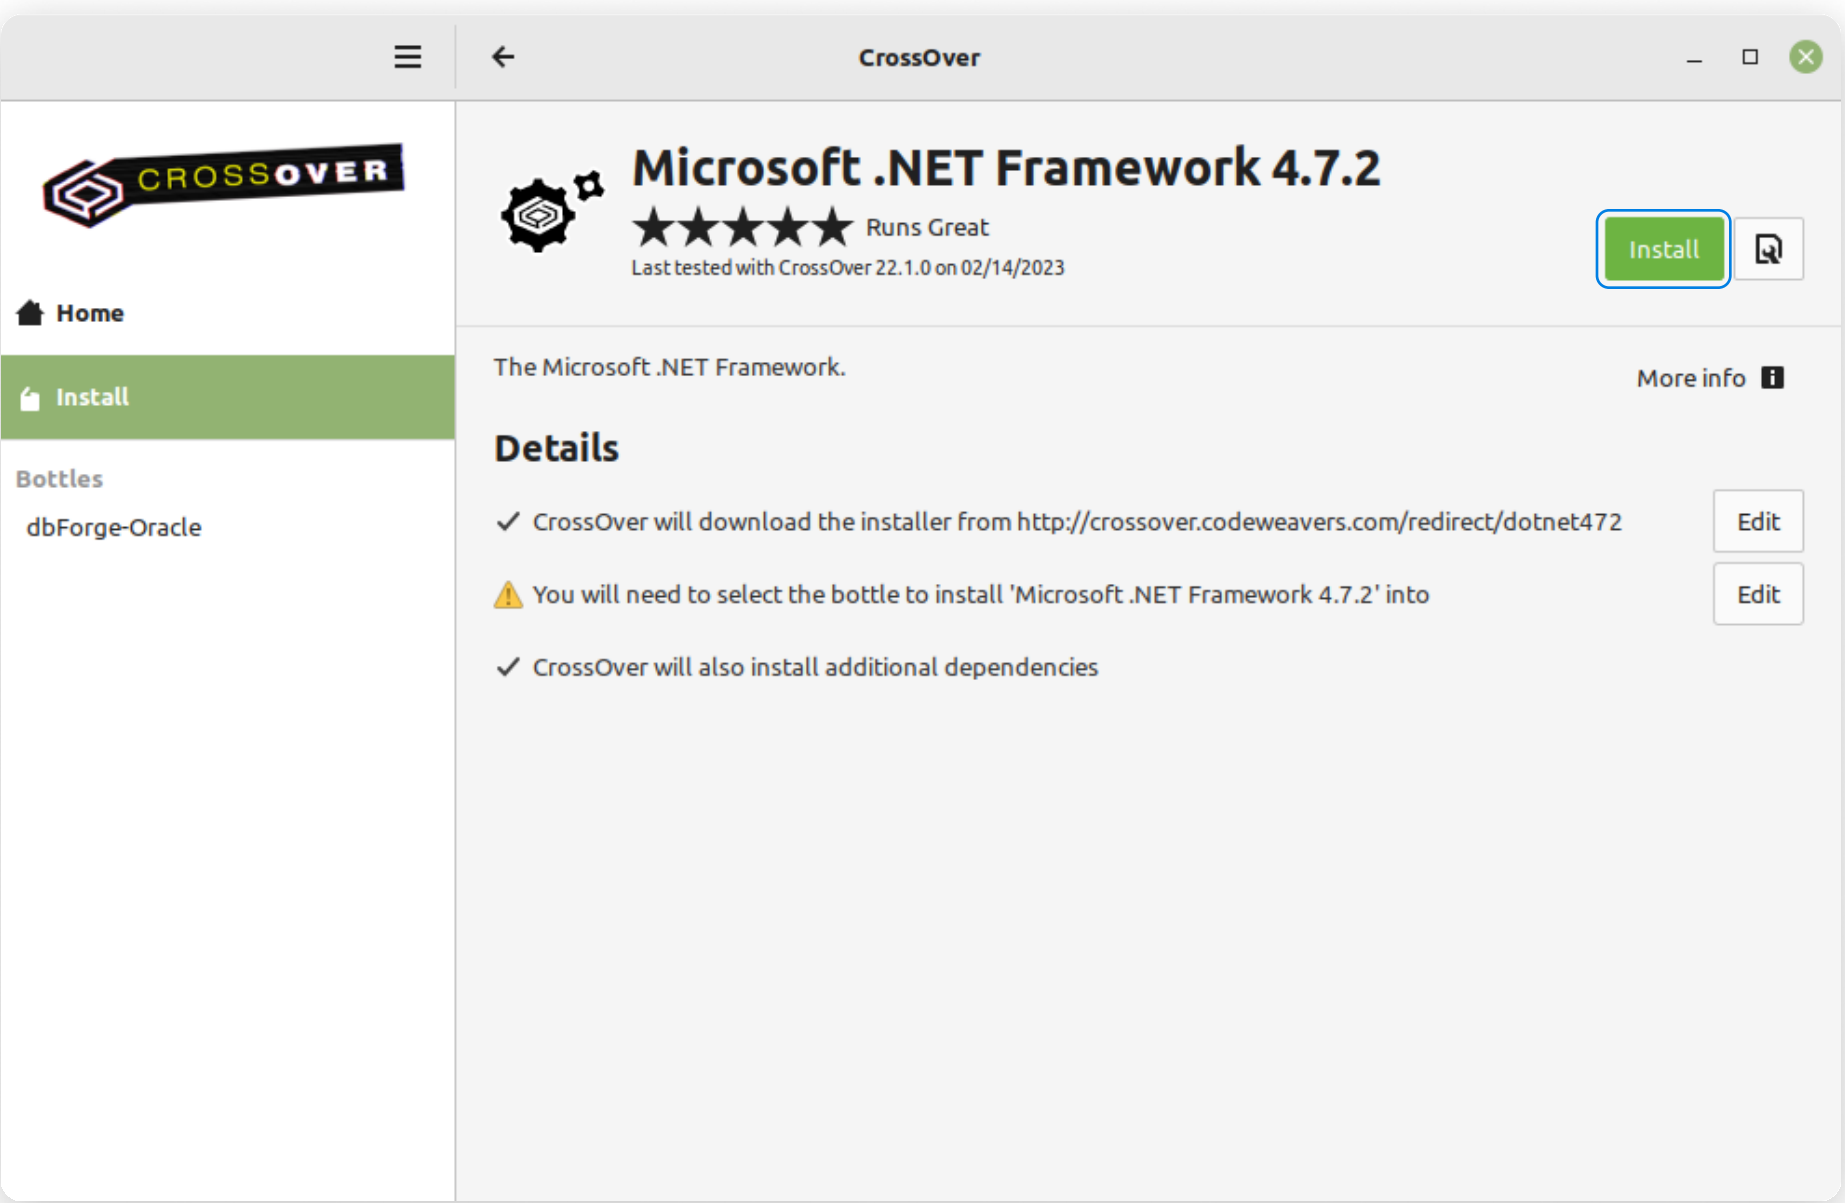 CrossOver
CROSSOVER
Home
Install
Bottles
dbForge-Oracle
Microsoft .NET Framework 4.7.2
Runs Great
Last tested with CrossOver 22.1.0 on 02/14/2023
Install
The Microsoft .NET Framework.
More info
Details
CrossOver will download the installer from http://crossover.codeweavers.com/redirect/dotnet472
Edit
You will need to select the bottle to install 'Microsoft .NET Framework 4.7.2' into
Edit
CrossOver will also install additional dependencies